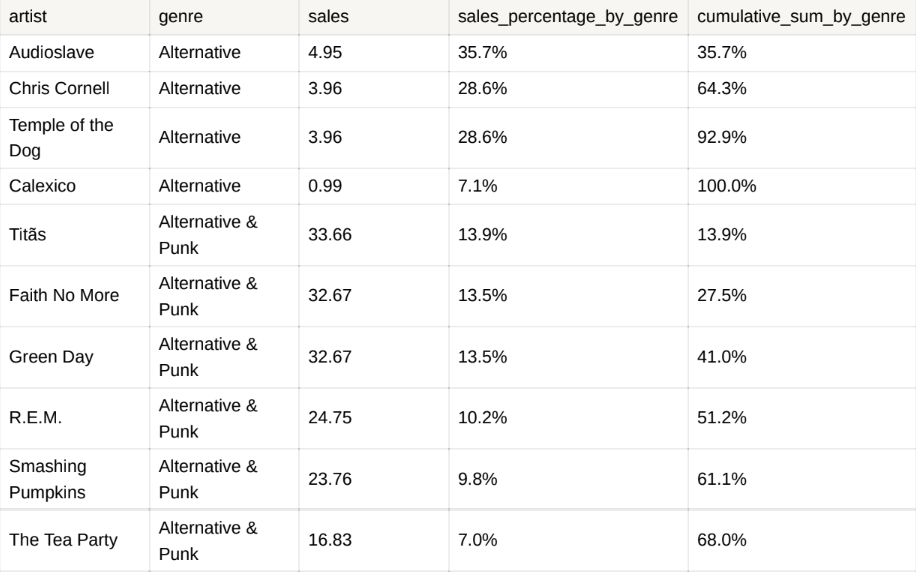 artist genre sales sales_percentage_by_genre cumulative_sum_by_genre
Audioslave Alternative 4.95 35.7% 35.7%
Chris Cornell Alternative 3.96 28.6% 64.3%
Temple of the
Dog Alternative 3.96 28.6% 92.9%
Calexico Alternative 0.99 7.1% 100.0%
Titãs Alternative &
Punk 33.66 13.9% 13.9%
Faith No More Alternative &
Punk 32.67 13.5% 27.5%
Green Day Alternative &
Punk 32.67 13.5% 41.0%
R.E.M. Alternative &
Punk 24.75 10.2% 51.2%
Smashing
Pumpkins Alternative &
Punk 23.76 9.8% 61.1%
The Tea Party Alternative &
Punk 16.83 7.0% 68.0%